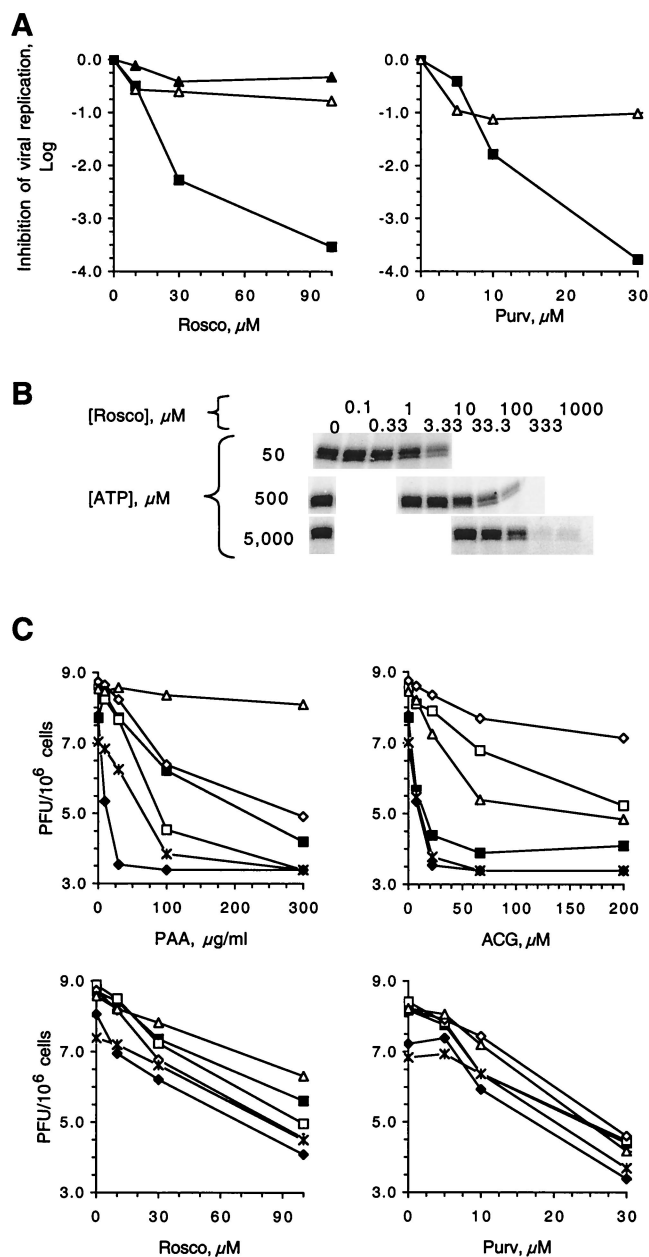 A
Inhibition of viral replication,
Log
0.0
-1.0
-2.0
-3.0
-4.0
0 30 60 90
Rosco, µM
0.0
-1.0
-2.0
-3.0
-4.0
0 10 20 30
Purv, µM
B
[Rosco], µM
0 0.1 0.33 1 3.33 10 33.3 100 333 1000
[ATP], µM
50
500
5,000
C
PFU/10⁶ cells
9.0
7.0
5.0
3.0
0 100 200 300
PAA, µg/ml
9.0
7.0
5.0
3.0
0 50 100 150 200
ACG, µM
PFU/10⁶ cells
9.0
7.0
5.0
3.0
0 30 60 90
Rosco, µM
9.0
7.0
5.0
3.0
0 10 20 30
Purv, µM